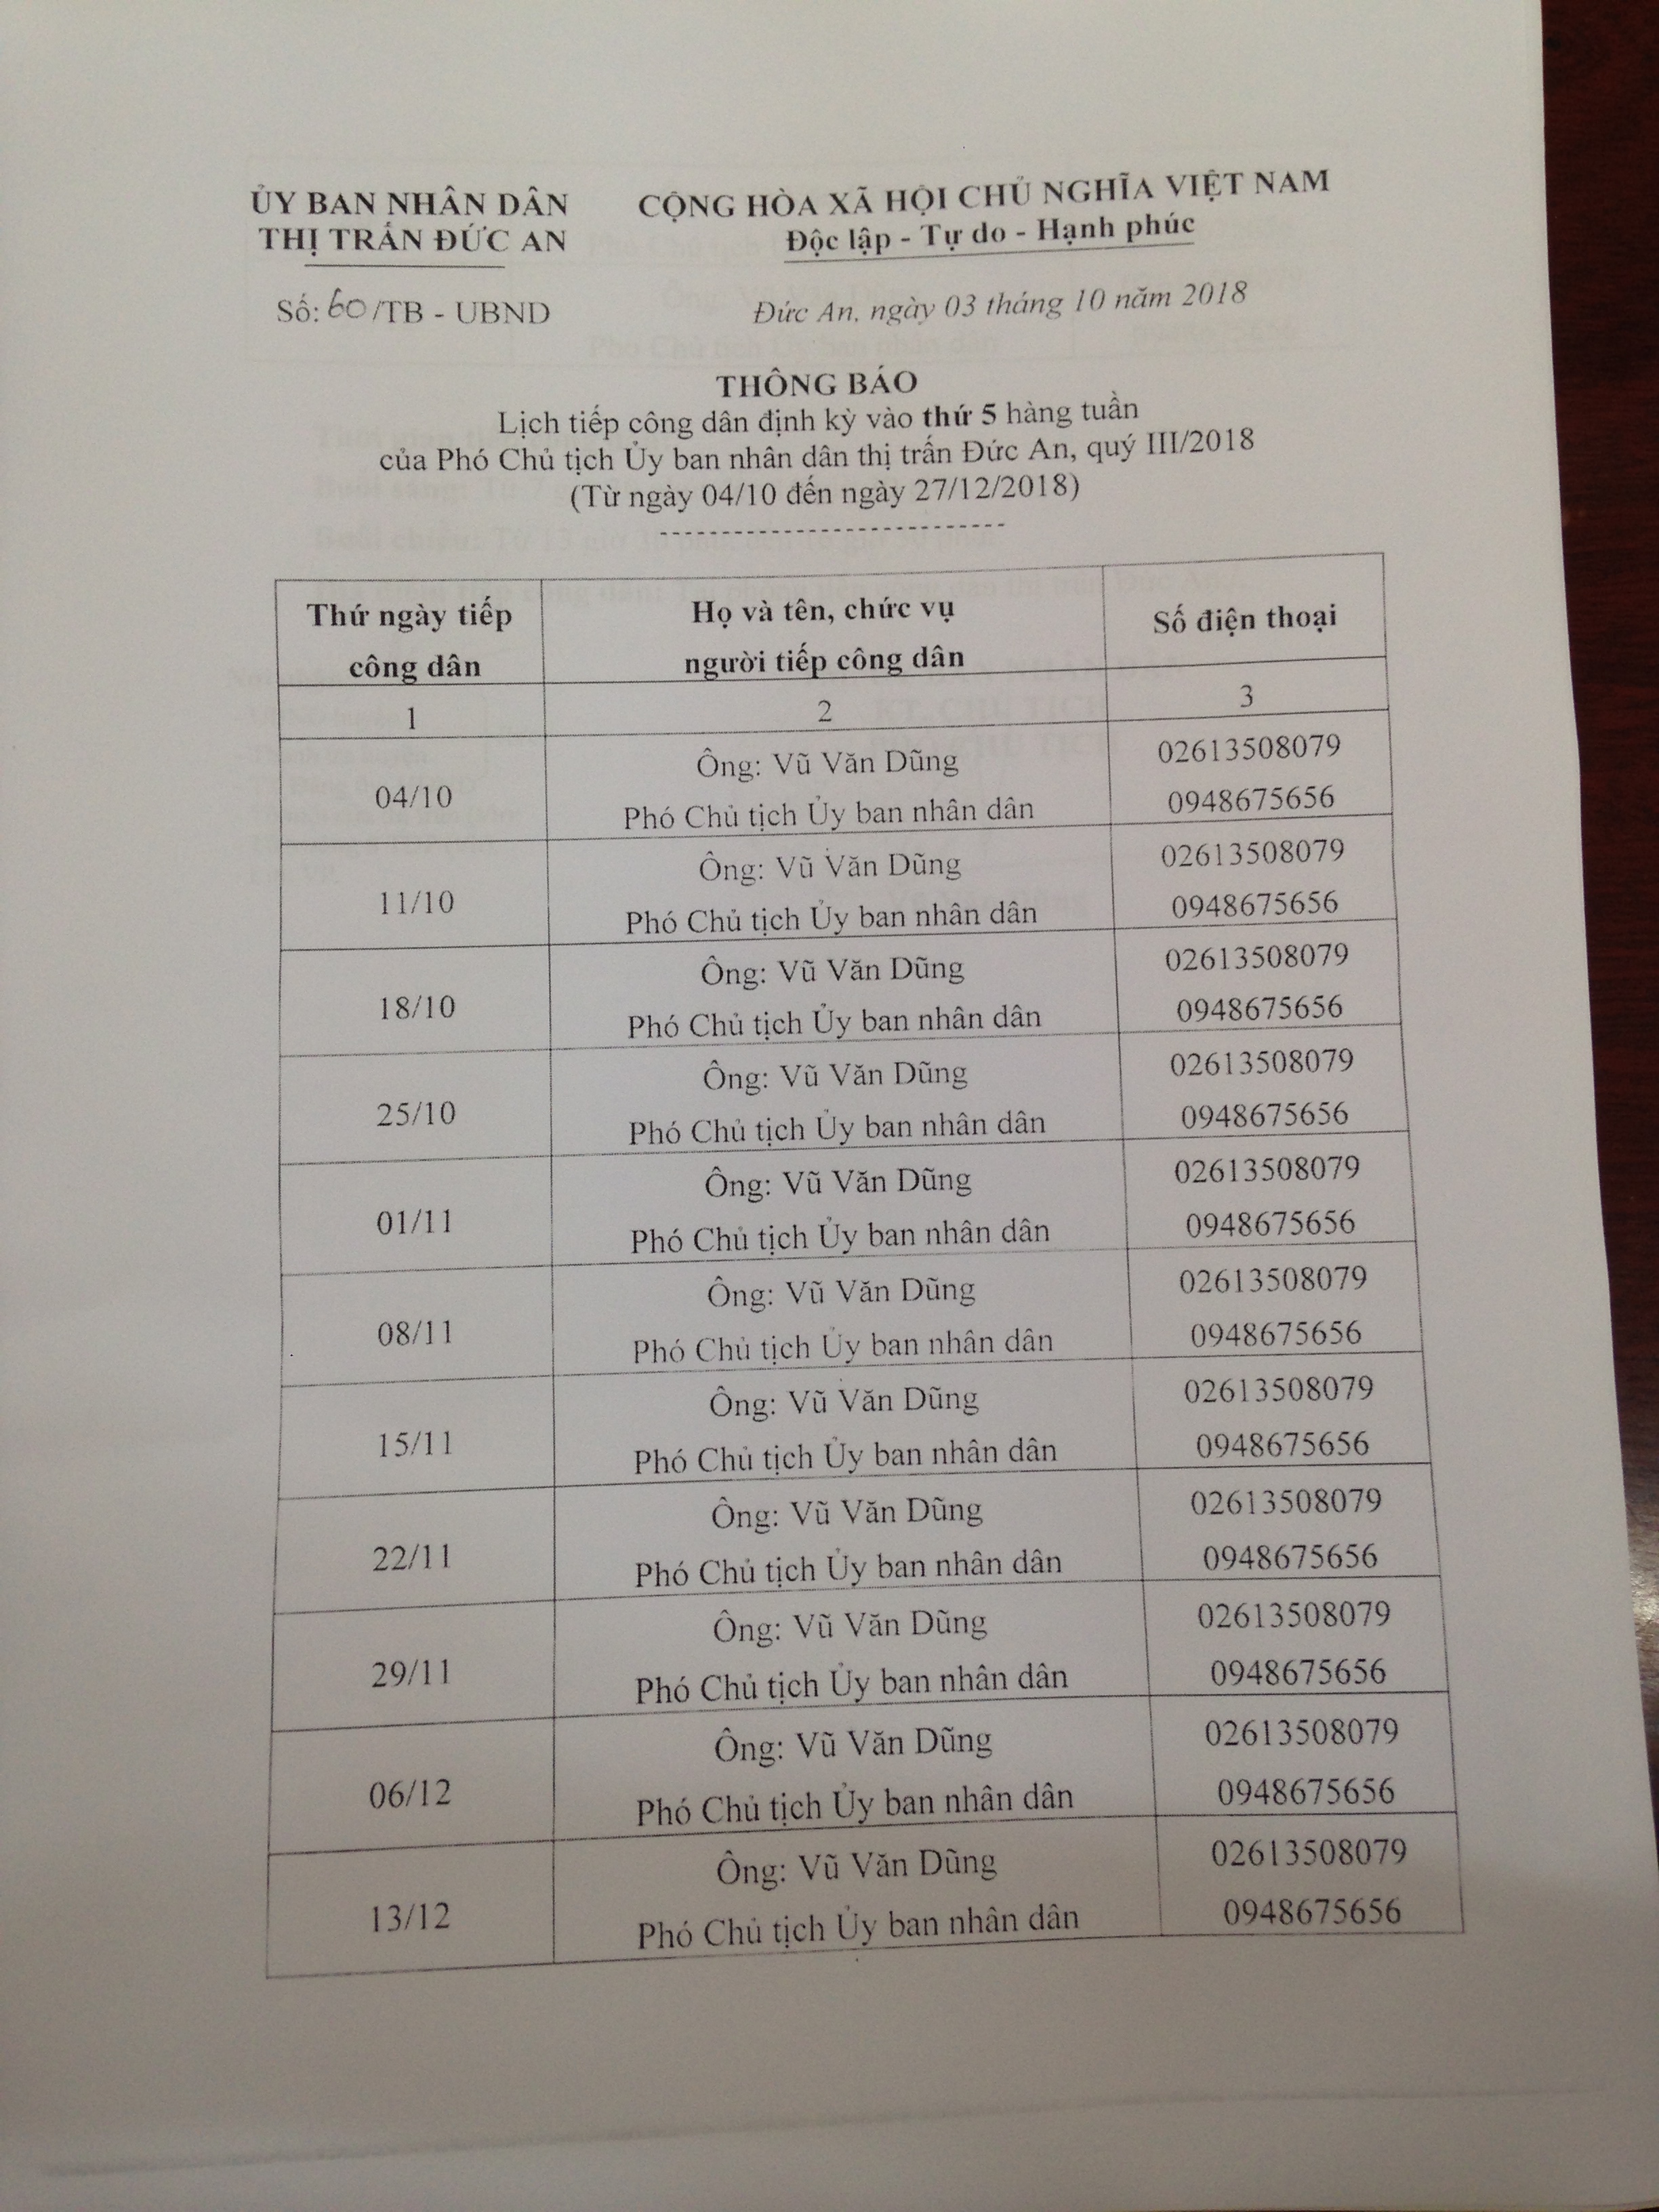 ỦY BAN NHÂN DÂN
THỊ TRẤN ĐỨC AN
CỘNG HÒA XÃ HỘI CHỦ NGHĨA VIỆT NAM
Độc lập - Tự do - Hạnh phúc
Số: 60/TB - UBND
Đức An, ngày 03 tháng 10 năm 2018
THÔNG BÁO
Lịch tiếp công dân định kỳ vào thứ 5 hàng tuần
của Phó Chủ tịch Ủy ban nhân dân thị trấn Đức An, quý III/2018
(Từ ngày 04/10 đến ngày 27/12/2018)
---------------------------
Thứ ngày tiếp
công dân
Họ và tên, chức vụ
người tiếp công dân
Số điện thoại
1
2
3
04/10
Ông: Vũ Văn Dũng
Phó Chủ tịch Ủy ban nhân dân
02613508079
0948675656
11/10
Ông: Vũ Văn Dũng
Phó Chủ tịch Ủy ban nhân dân
02613508079
0948675656
18/10
Ông: Vũ Văn Dũng
Phó Chủ tịch Ủy ban nhân dân
02613508079
0948675656
25/10
Ông: Vũ Văn Dũng
Phó Chủ tịch Ủy ban nhân dân
02613508079
0948675656
01/11
Ông: Vũ Văn Dũng
Phó Chủ tịch Ủy ban nhân dân
02613508079
0948675656
08/11
Ông: Vũ Văn Dũng
Phó Chủ tịch Ủy ban nhân dân
02613508079
0948675656
15/11
Ông: Vũ Văn Dũng
Phó Chủ tịch Ủy ban nhân dân
02613508079
0948675656
22/11
Ông: Vũ Văn Dũng
Phó Chủ tịch Ủy ban nhân dân
02613508079
0948675656
29/11
Ông: Vũ Văn Dũng
Phó Chủ tịch Ủy ban nhân dân
02613508079
0948675656
06/12
Ông: Vũ Văn Dũng
Phó Chủ tịch Ủy ban nhân dân
02613508079
0948675656
13/12
Ông: Vũ Văn Dũng
Phó Chủ tịch Ủy ban nhân dân
02613508079
0948675656